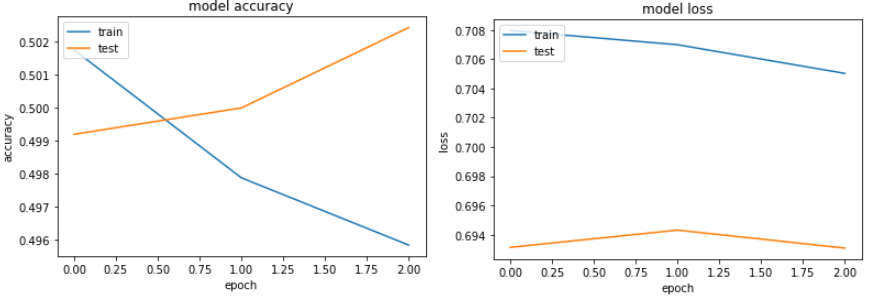 model accuracy
train
test
0.502
0.501
0.500
0.499
0.498
0.497
0.496
accuracy
0.00 0.25 0.50 0.75 1.00 1.25 1.50 1.75 2.00
epoch
model loss
train
test
0.708
0.706
0.704
0.702
0.700
0.698
0.696
0.694
loss
0.00 0.25 0.50 0.75 1.00 1.25 1.50 1.75 2.00
epoch